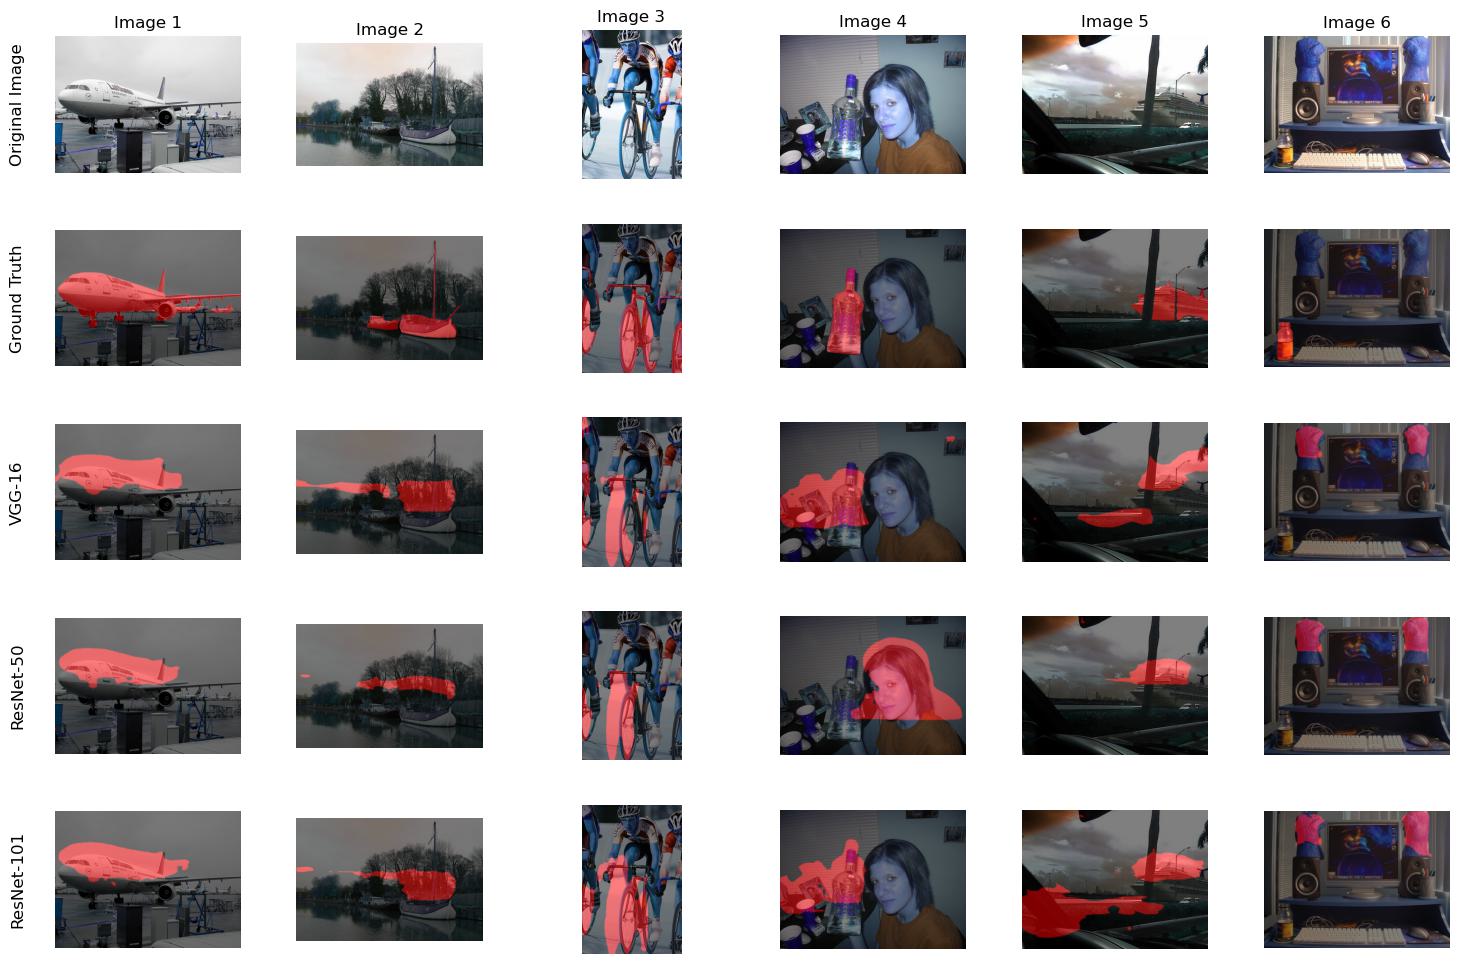 Image 1
Image 2
Image 3
Image 4
Image 5
Image 6
Original Image
Ground Truth
VGG-16
ResNet-50
ResNet-101